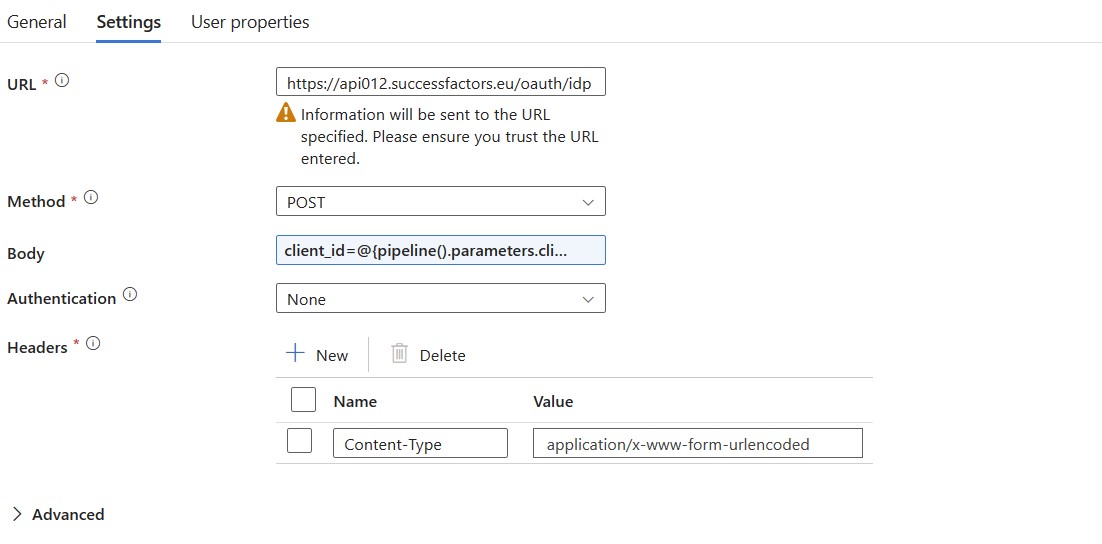 General Settings User properties
URL *
https://api012.successfactors.eu/oauth/idp
Information will be sent to the URL
specified. Please ensure you trust the URL
entered.
Method *
POST
Body
client_id=@{pipeline().parameters.cli...
Authentication
None
Headers *
New Delete
Name Value
Content-Type application/x-www-form-urlencoded
Advanced